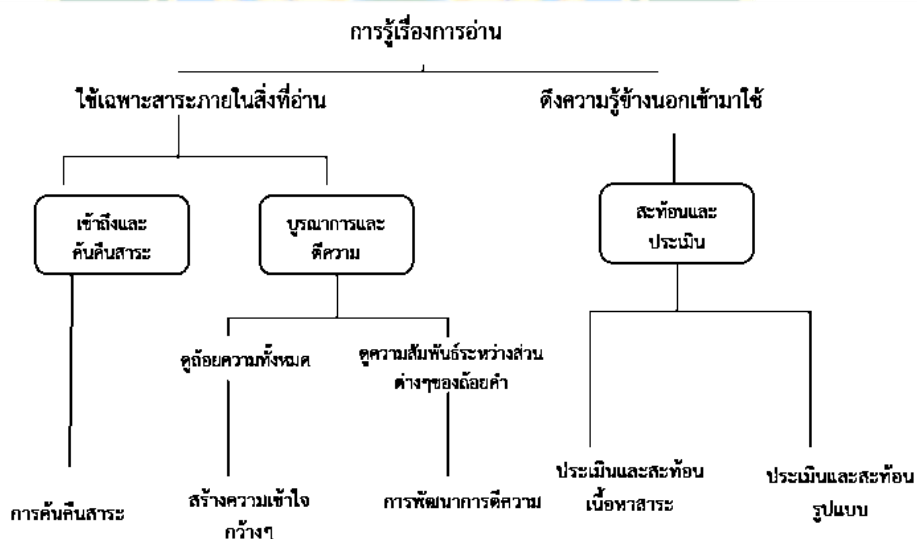 การรู้เรื่องการอ่าน
ใช้เฉพาะสาระภายในสิ่งที่อ่าน
ดึงความรู้ข้างนอกเข้ามาใช้
เข้าถึงและ
ค้นคืนสาระ
บูรณาการและ
ตีความ
สะท้อนและ
ประเมิน
ดูถ้อยความทั้งหมด
ดูความสัมพันธ์ระหว่างส่วน
ต่างๆของถ้อยคำ
การค้นคืนสาระ
สร้างความเข้าใจ
กว้างๆ
การพัฒนาการตีความ
ประเมินและสะท้อน
เนื้อหาสาระ
ประเมินและสะท้อน
รูปแบบ